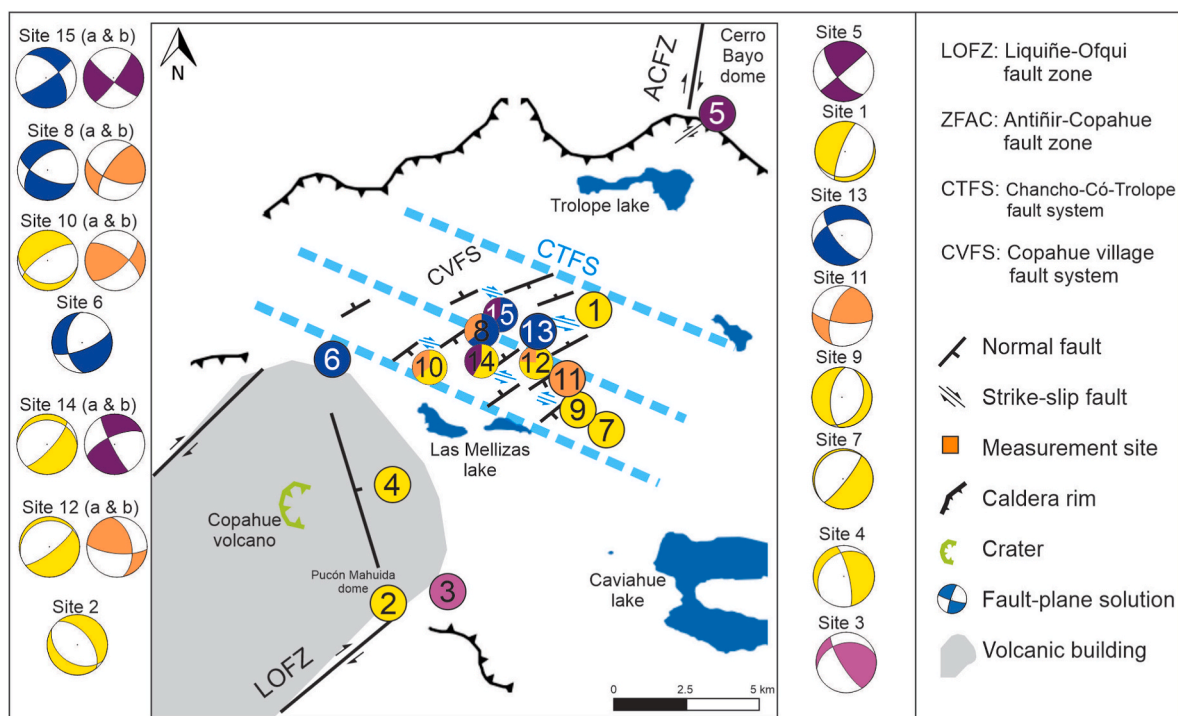 Site 15 (a & b)
Site 8 (a & b)
Site 10 (a & b)
Site 6
Site 14 (a & b)
Site 12 (a & b)
Site 2
N
ACFZ
Cerro
Bayo
dome
5
Trolope lake
CTFS
CVFS
1
15
8
13
6
10
14
12
11
9
7
Las Mellizas
lake
4
Copahue
volcano
Pucón Mahuida
dome
2
3
Caviahue
lake
LOFZ
0
2.5
5 km
Site 5
Site 1
Site 13
Site 11
Site 9
Site 7
Site 4
Site 3
LOFZ: Liquiñe-Ofqui
fault zone
ZFAC: Antiñir-Copahue
fault zone
CTFS: Chancho-Có-Trolope
fault system
CVFS: Copahue village
fault system
Normal fault
Strike-slip fault
Measurement site
Caldera rim
Crater
Fault-plane solution
Volcanic building